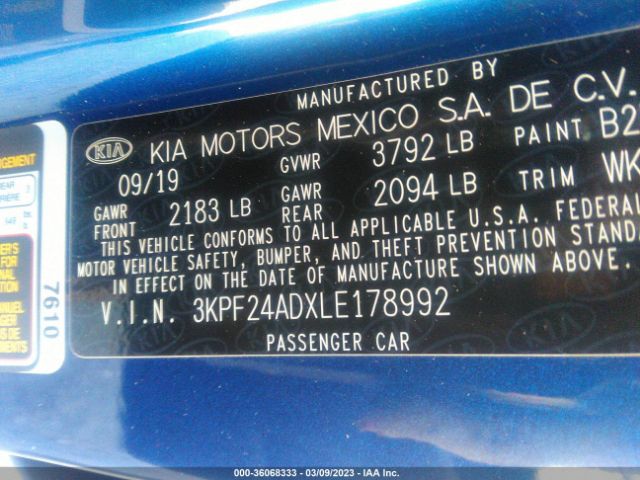 MANUFACTURED BY
KIA KIA MOTORS MEXICO S.A. DE C.V.
09/19 GVWR 3792 LB PAINT B2
GAWR FRONT 2183 LB GAWR REAR 2094 LB TRIM WK
THIS VEHICLE CONFORMS TO ALL APPLICABLE U.S.A. FEDERAL
MOTOR VEHICLE SAFETY, BUMPER, AND THEFT PREVENTION STANDA
IN EFFECT ON THE DATE OF MANUFACTURE SHOWN ABOVE.
V.I.N. 3KPF24ADXLE178992
PASSENGER CAR
7610
000-36068333 / 03/09/2023 - IAA Inc.